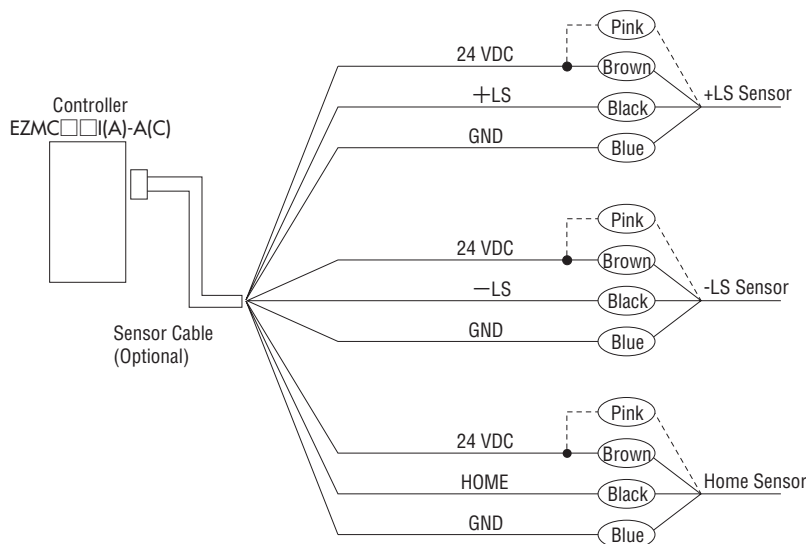 Controller
EZMC□□I(A)-A(C)
Sensor Cable
(Optional)
Pink
24 VDC
Brown
+LS
Black
+LS Sensor
GND
Blue
Pink
24 VDC
Brown
−LS
Black
-LS Sensor
GND
Blue
Pink
24 VDC
Brown
HOME
Black
Home Sensor
GND
Blue